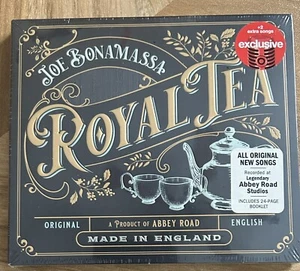 +2
extra songs
exclusive
JOE BONAMASSA
ROYAL TEA
ALL ORIGINAL
NEW SONGS
Recorded at
Legendary
Abbey Road
Studios
INCLUDES 24-PAGE
BOOKLET
ORIGINAL
A PRODUCT OF ABBEY ROAD
ENGLISH
MADE IN ENGLAND